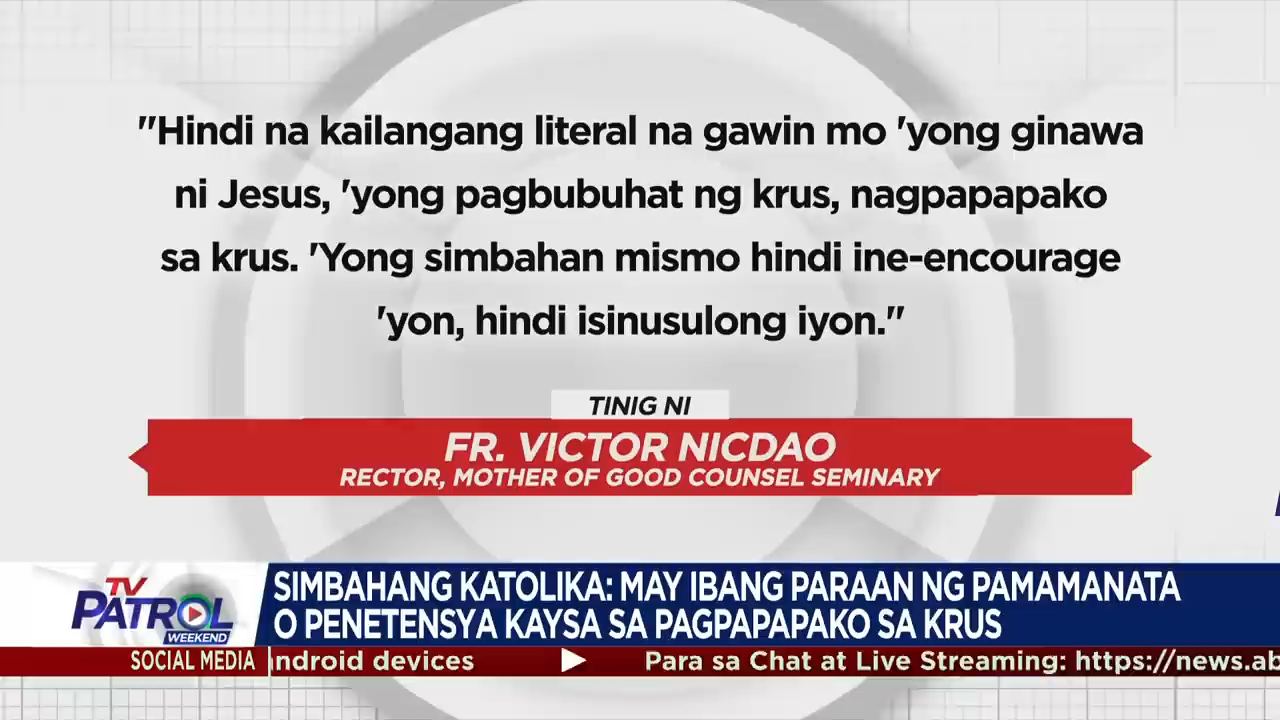 "Hindi na kailangang literal na gawin mo 'yong ginawa
ni Jesus, 'yong pagbubuhat ng krus, nagpapapako
sa krus. 'Yong simbahan mismo hindi ine-encourage
'yon, hindi isinusulong iyon."
TINIG NI
FR. VICTOR NICDAO
RECTOR, MOTHER OF GOOD COUNSEL SEMINARY
TV
PATROL
WEEKEND
SIMBAHANG KATOLIKA: MAY IBANG PARAAN NG PAMAMANATA
O PENETENSYA KAYSA SA PAGPAPAPAKO SA KRUS
SOCIAL MEDIA
ndroid devices Para sa Chat at Live Streaming: https://news.ab